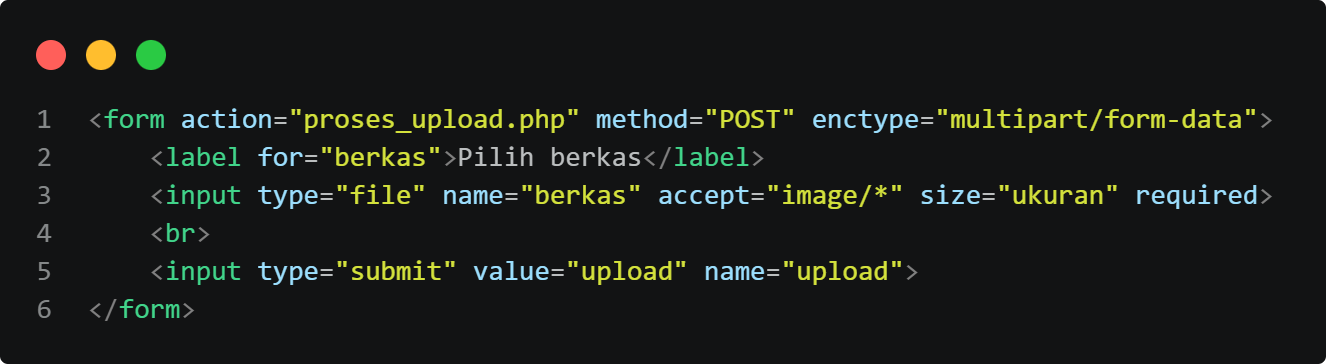 1 <form action="proses_upload.php" method="POST" enctype="multipart/form-data">
2     <label for="berkas">Pilih berkas</label>
3     <input type="file" name="berkas" accept="image/*" size="ukuran" required>
4     <br>
5     <input type="submit" value="upload" name="upload">
6 </form>